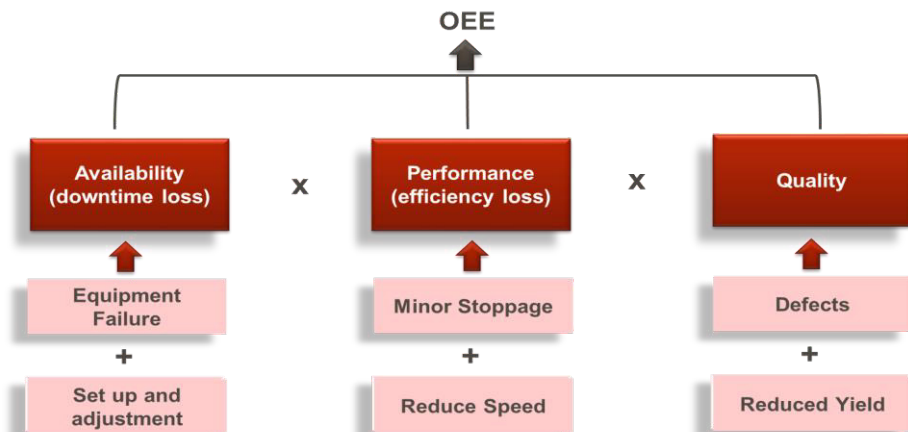 OEE
Availability
(downtime loss)
x
Performance
(efficiency loss)
x
Quality
Equipment
Failure
Minor Stoppage
Defects
+
+
+
Set up and
adjustment
Reduce Speed
Reduced Yield